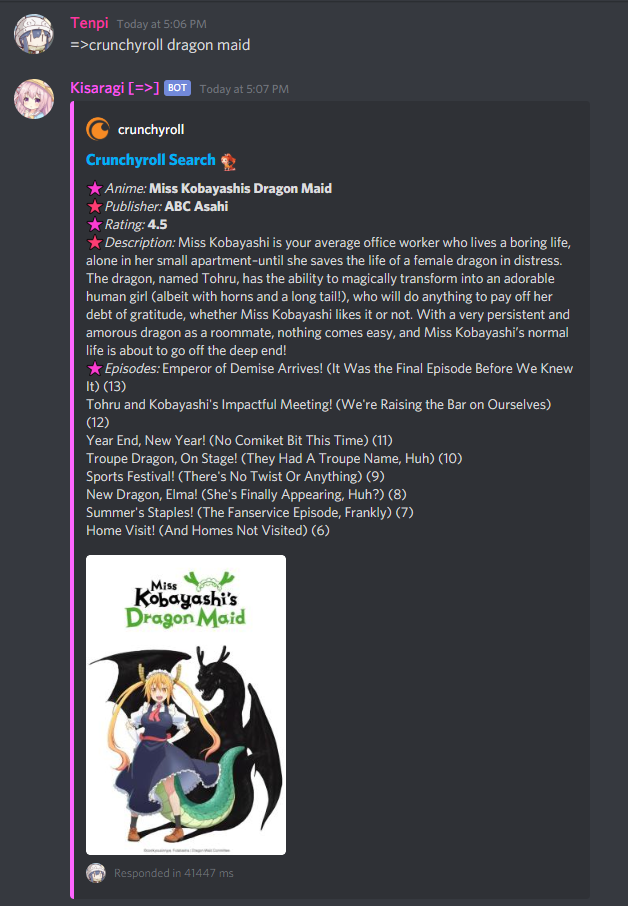 Tenpi Today at 5:06 PM
=>crunchyroll dragon maid
Kisaragi [=>] BOT Today at 5:07 PM
crunchyroll
Crunchyroll Search
Anime: Miss Kobayashis Dragon Maid
Publisher: ABC Asahi
Rating: 4.5
Description: Miss Kobayashi is your average office worker who lives a boring life,
alone in her small apartment–until she saves the life of a female dragon in distress.
The dragon, named Tohru, has the ability to magically transform into an adorable
human girl (albeit with horns and a long tail!), who will do anything to pay off her
debt of gratitude, whether Miss Kobayashi likes it or not. With a very persistent and
amorous dragon as a roommate, nothing comes easy, and Miss Kobayashi’s normal
life is about to go off the deep end!
Episodes: Emperor of Demise Arrives! (It Was the Final Episode Before We Knew
It) (13)
Tohru and Kobayashi's Impactful Meeting! (We're Raising the Bar on Ourselves)
(12)
Year End, New Year! (No Comiket Bit This Time) (11)
Troupe Dragon, On Stage! (They Had A Troupe Name, Huh) (10)
Sports Festival! (There's No Twist Or Anything) (9)
New Dragon, Elma! (She's Finally Appearing, Huh?) (8)
Summer's Staples! (The Fanservice Episode, Frankly) (7)
Home Visit! (And Homes Not Visited) (6)
Miss
Kobayashi's
Dragon Maid
Responded in 41447 ms